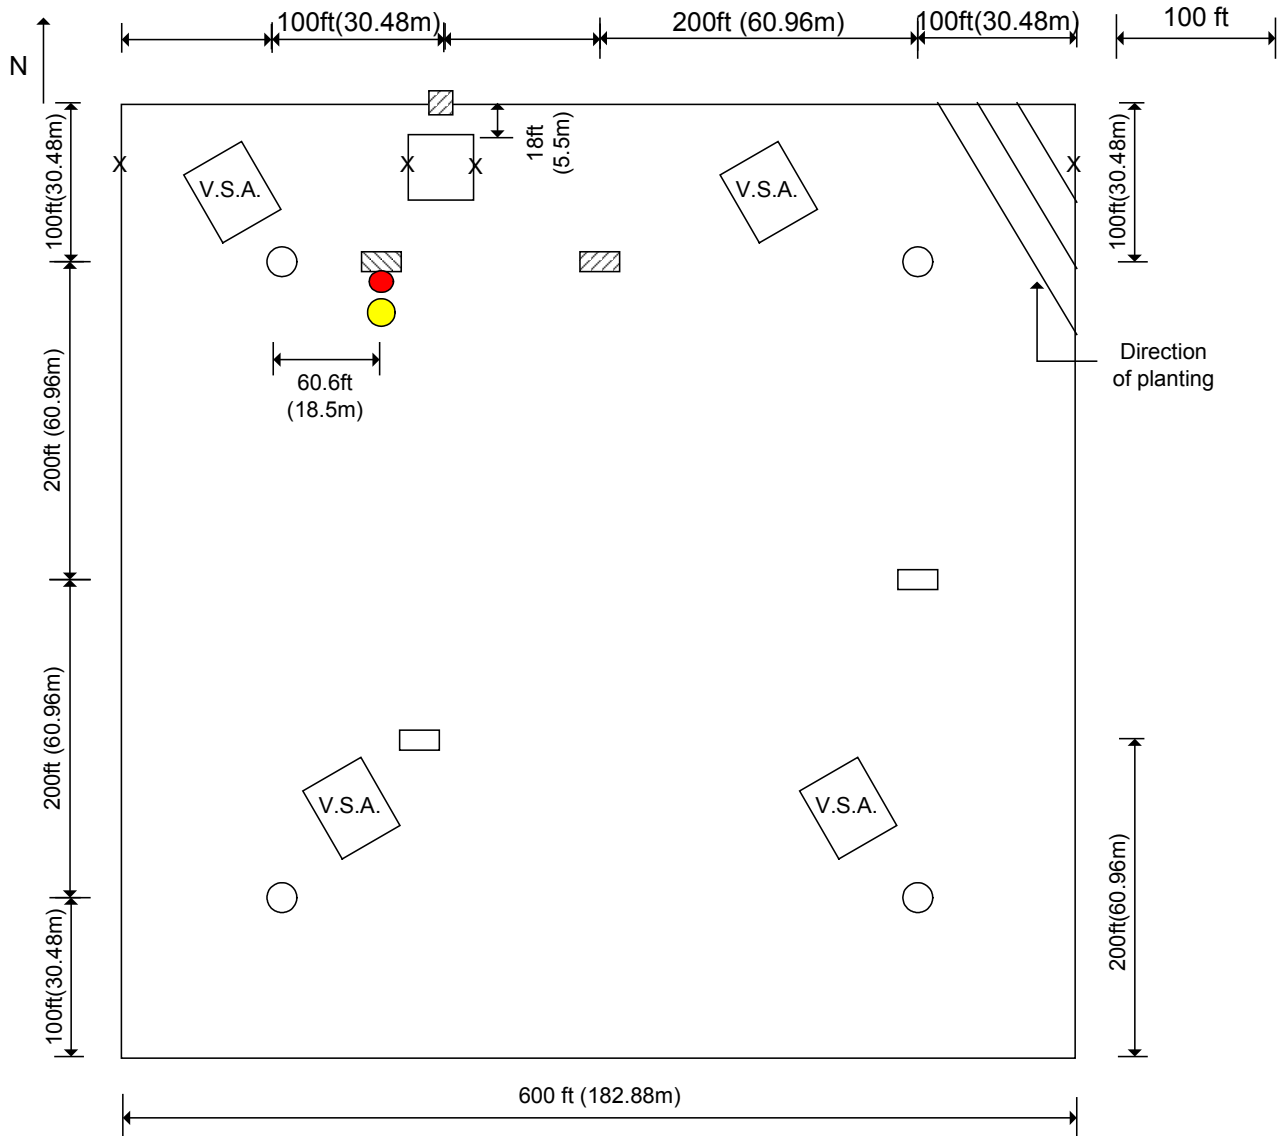 100ft(30.48m)
200ft (60.96m)
100ft(30.48m)
100 ft
N
100ft(30.48m)
18ft
(5.5m)
100ft(30.48m)
X
X
X
X
V.S.A.
V.S.A.
Direction
of planting
60.6ft
(18.5m)
200ft (60.96m)
200ft (60.96m)
V.S.A.
V.S.A.
200ft(60.96m)
100ft(30.48m)
600 ft (182.88m)